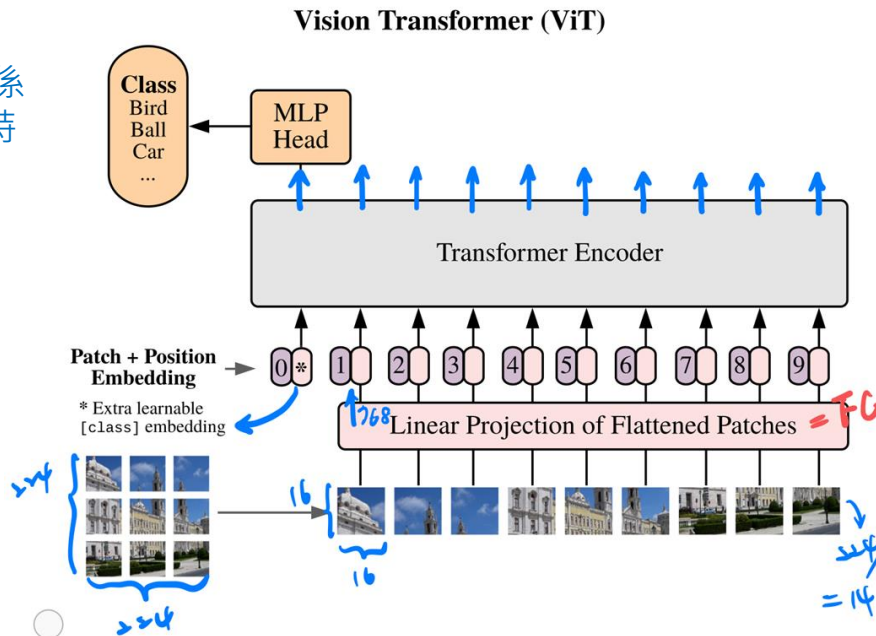 Vision Transformer (ViT)
係
Class
Bird
Ball
Car
...
MLP
Head
Transformer Encoder
Patch + Position
Embedding
0 * 1 2 3 4 5 6 7 8 9
* Extra learnable
[class] embedding
768
Linear Projection of Flattened Patches
= FC
224
16
16
224
224
= 14